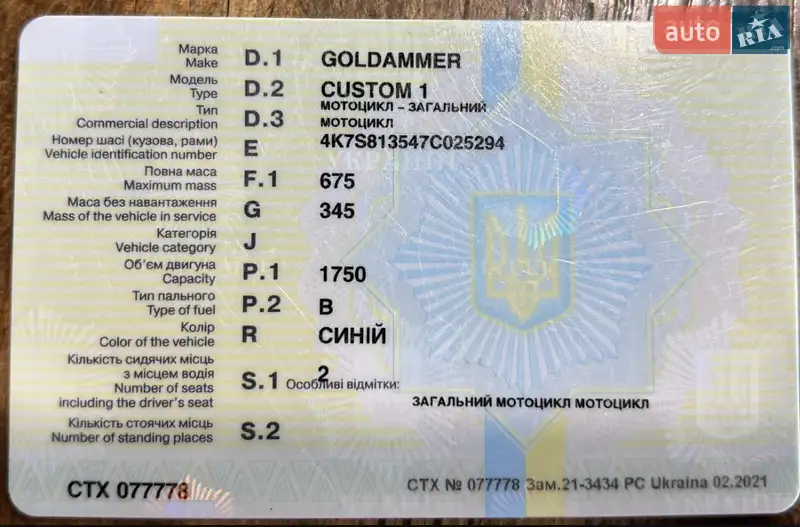 auto RIA.com
Марка
Make D.1 GOLDAMMER
Модель
Type D.2 CUSTOM 1
МОТОЦИКЛ – ЗАГАЛЬНИЙ
Тип
Commercial description D.3 МОТОЦИКЛ
Номер шасі (кузова, рами)
Vehicle identification number E 4K7S813547C025294
Повна маса
Maximum mass F.1 675
Маса без навантаження
Mass of the vehicle in service G 345
Категорія
Vehicle category J
Об'єм двигуна
Capacity P.1 1750
Тип пального
Type of fuel P.2 B
Колір
Color of the vehicle R СИНІЙ
Кількість сидячих місць
з місцем водія
Number of seats
including the driver's seat S.1 2
Особливі відмітки:
ЗАГАЛЬНИЙ МОТОЦИКЛ МОТОЦИКЛ
Кількість стоячих місць
Number of standing places S.2
СТХ 077778
СТХ № 077778 Зам.21-3434 РС Ukraina 02.2021